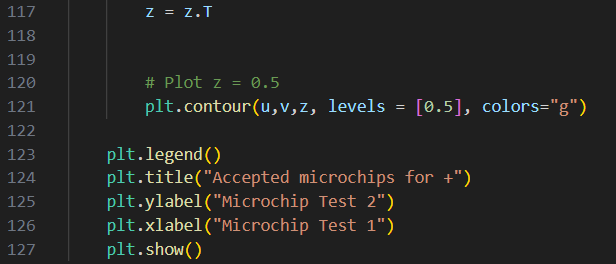 117 z = z.T
118
119
120 # Plot z = 0.5
121 plt.contour(u,v,z, levels = [0.5], colors="g")
122
123 plt.legend()
124 plt.title("Accepted microchips for +")
125 plt.ylabel("Microchip Test 2")
126 plt.xlabel("Microchip Test 1")
127 plt.show()